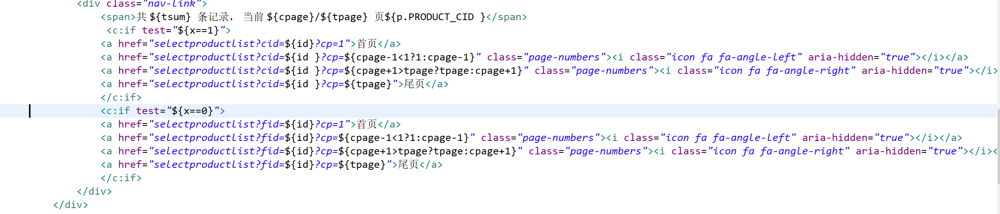 <div class="nav-link">
<span>共 ${tsum} 条记录, 当前 ${cpage}/${tpage} 页${p.PRODUCT_CID }</span>
<c:if test="${x==1}">
<a href="selectproductlist?cid=${id}?cp=1">首页</a>
<a href="selectproductlist?cid=${id }?cp=${cpage-1<1?1:cpage-1}" class="page-numbers"><i class="icon fa fa-angle-left" aria-hidden="true"></i></a>
<a href="selectproductlist?cid=${id }?cp=${cpage+1>tpage?tpage:cpage+1}" class="page-numbers"><i class="icon fa fa-angle-right" aria-hidden="true"></i>
<a href="selectproductlist?cid=${id }?cp=${tpage}">尾页</a>
</c:if>
<c:if test="${x==0}">
<a href="selectproductlist?fid=${id}?cp=1">首页</a>
<a href="selectproductlist?fid=${id}?cp=${cpage-1<1?1:cpage-1}" class="page-numbers"><i class="icon fa fa-angle-left" aria-hidden="true"></i></a>
<a href="selectproductlist?fid=${id}?cp=${cpage+1>tpage?tpage:cpage+1}" class="page-numbers"><i class="icon fa fa-angle-right" aria-hidden="true"></i><
<a href="selectproductlist?fid=${id}?cp=${tpage}">尾页</a>
</c:if>
</div>
</div>